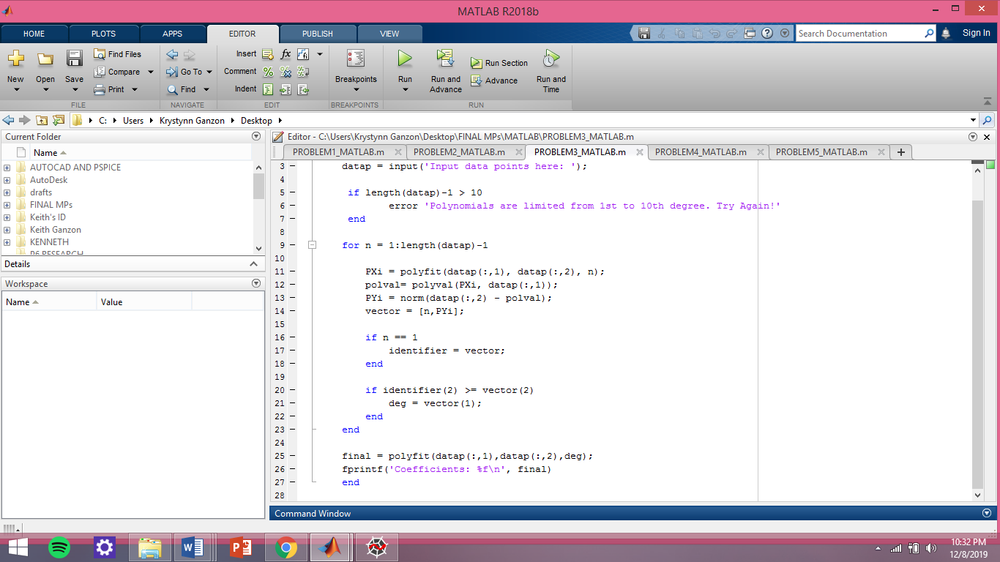 MATLAB R2018b
HOME PLOTS APPS EDITOR PUBLISH VIEW
Search Documentation
Sign In
New Open Save
Find Files
Compare
Print
FILE
Go To
Find
NAVIGATE
Insert
Comment
Indent
fx
EDIT
Breakpoints
BREAKPOINTS
Run
Run and Advance
Run Section
Advance
Run and Time
RUN
C: Users Krystynn Ganzon Desktop
Current Folder
Name
AUTOCAD AND PSPICE
AutoDesk
drafts
FINAL MPs
Keith's ID
Keith Ganzon
KENNETH
P6 RESEARCH
Details
Workspace
Name Value
Editor - C:\Users\Krystynn Ganzon\Desktop\FINAL MPs\MATLAB\PROBLEM3_MATLAB.m
PROBLEM1_MATLAB.m PROBLEM2_MATLAB.m PROBLEM3_MATLAB.m PROBLEM4_MATLAB.m PROBLEM5_MATLAB.m
3 datap = input('Input data points here: ');
4
5 if length(datap)-1 > 10
6 error 'Polynomials are limited from 1st to 10th degree. Try Again!'
7 end
8
9 for n = 1:length(datap)-1
10
11 PXi = polyfit(datap(:,1), datap(:,2), n);
12 polval= polyval(PXi, datap(:,1));
13 PYi = norm(datap(:,2) - polval);
14 vector = [n,PYi];
15
16 if n == 1
17 identifier = vector;
18 end
19
20 if identifier(2) >= vector(2)
21 deg = vector(1);
22 end
23 end
24
25 final = polyfit(datap(:,1),datap(:,2),deg);
26 fprintf('Coefficients: %f\n', final)
27 end
28
Command Window
10:32 PM
12/8/2019